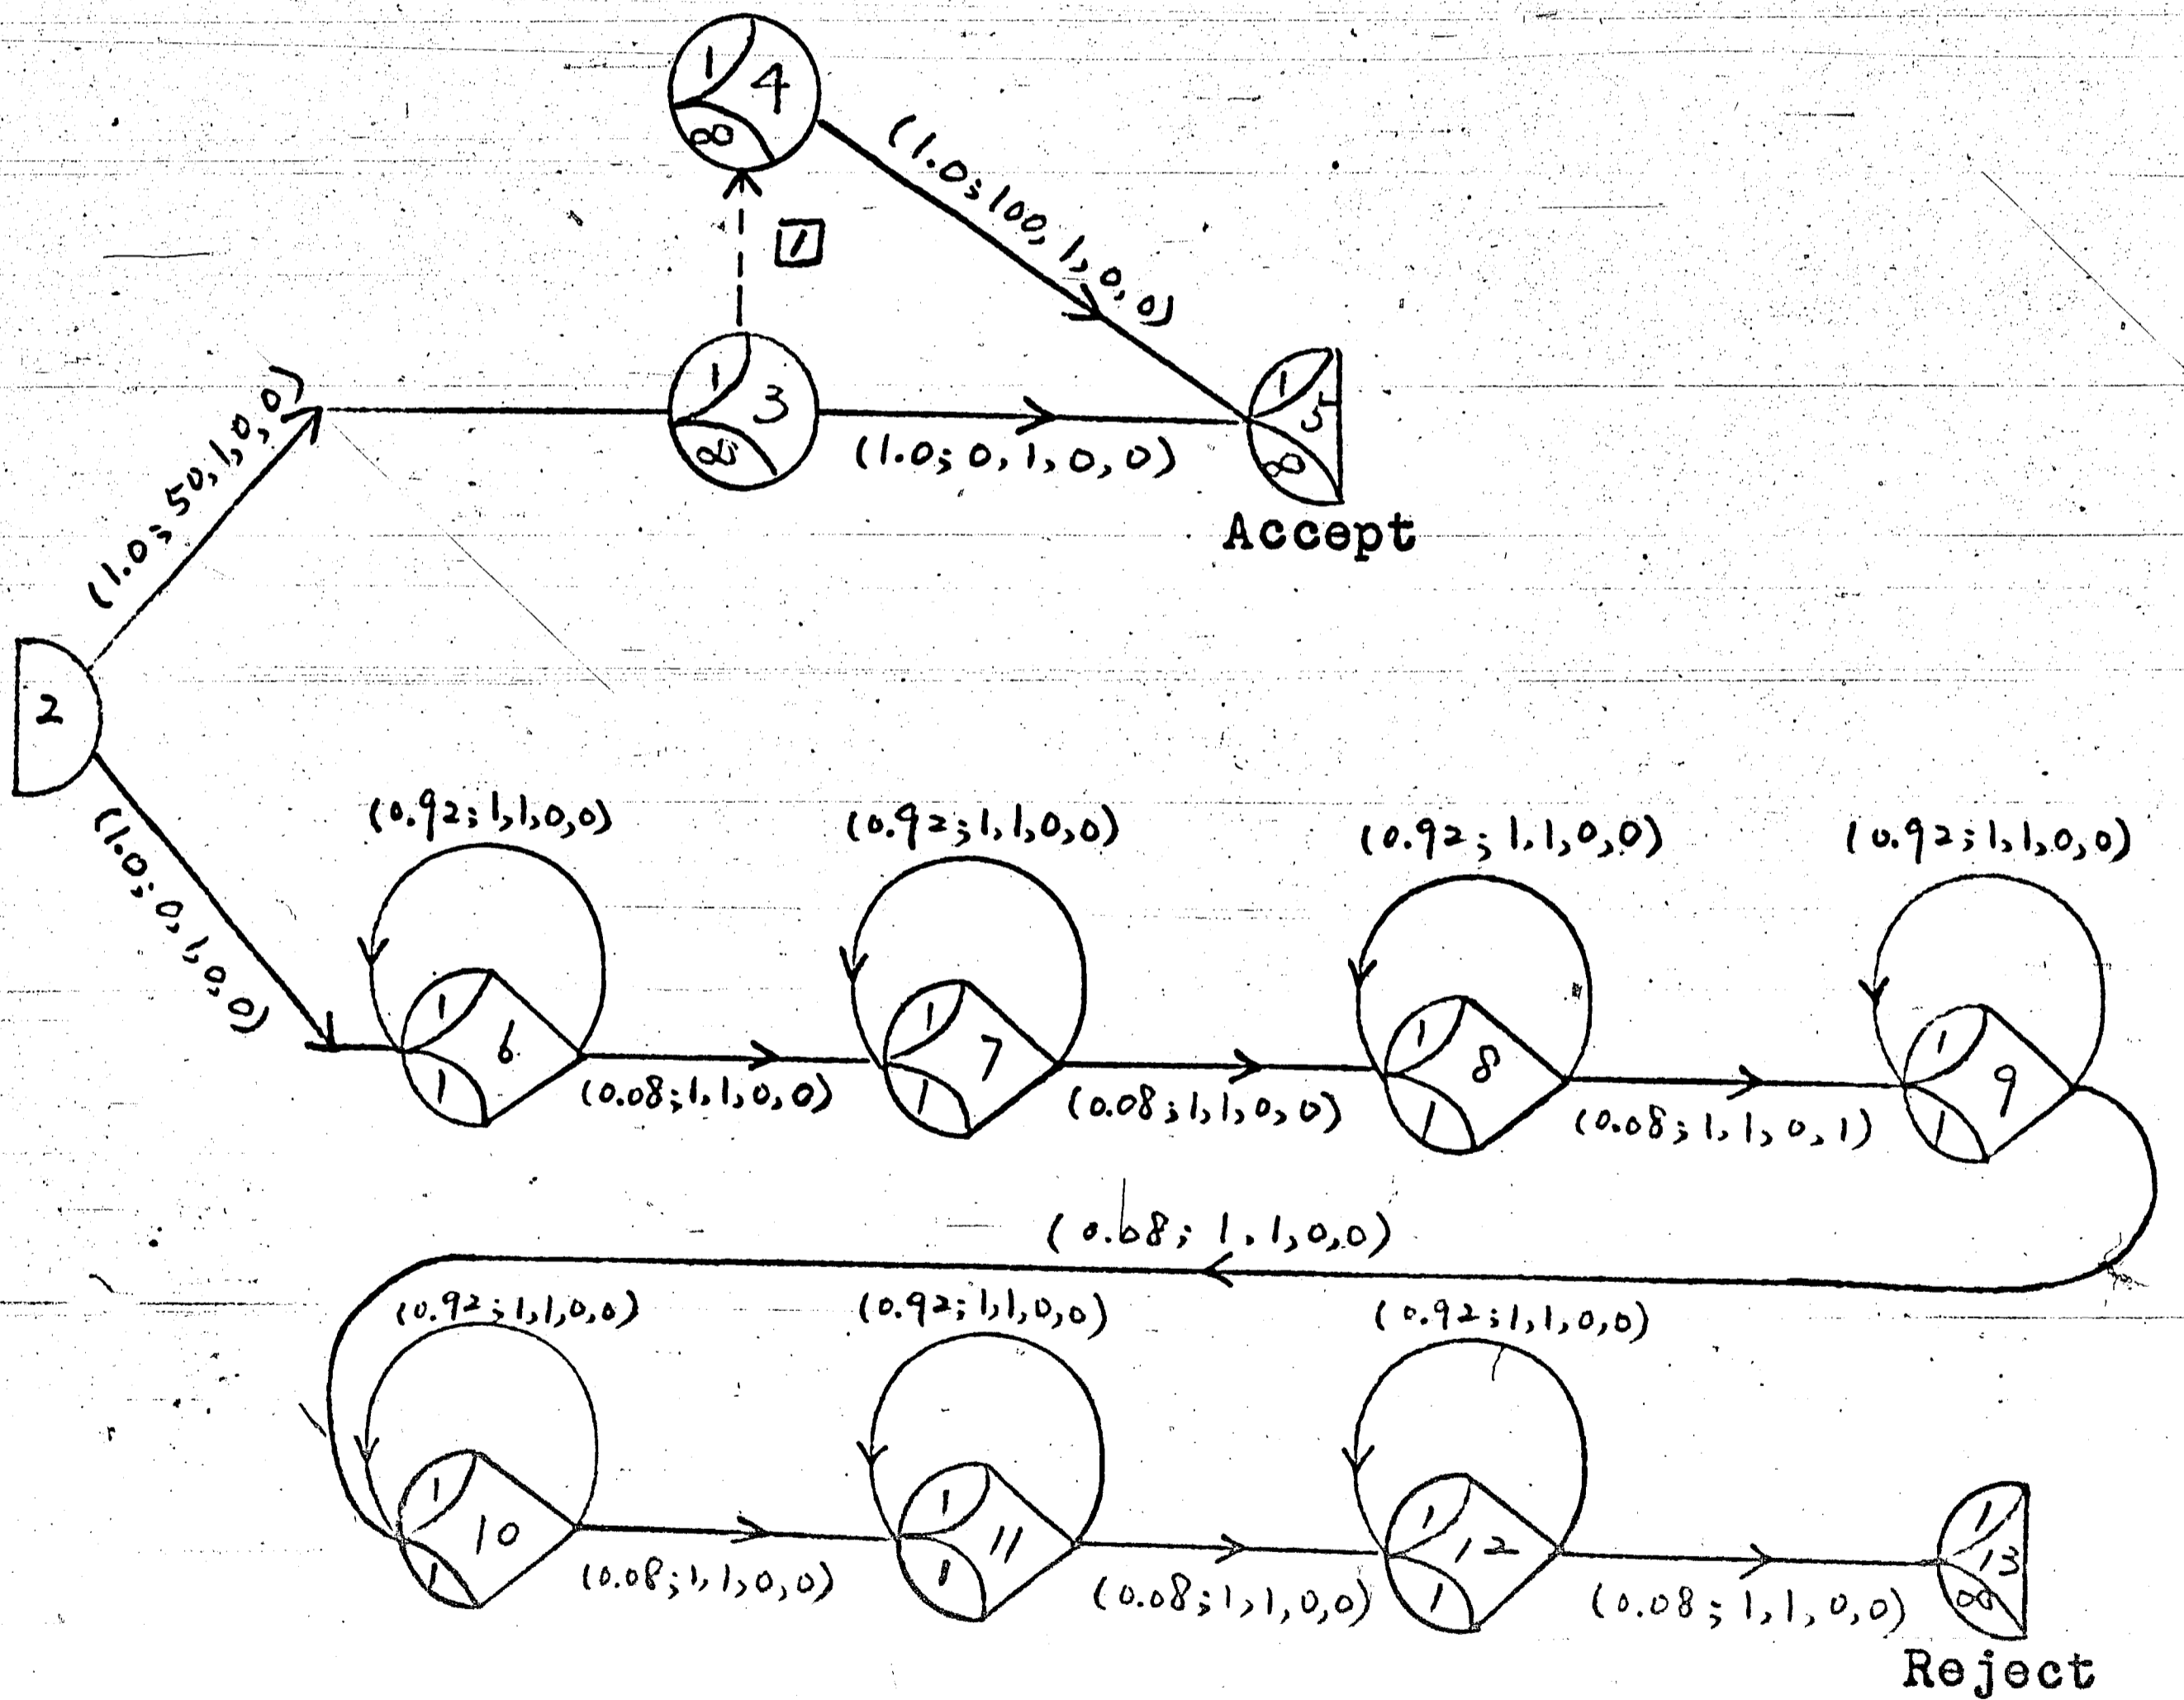 1 4
∞
(1.0; 100, 1, 0, 0)
1
(1.0; 50, 1, 0, 0)
1 3
∞
(1.0; 0, 1, 0, 0)
1 5
∞
Accept
2
(1.0; 0, 1, 0, 0)
(0.92; 1, 1, 0, 0) (0.92; 1, 1, 0, 0) (0.92; 1, 1, 0, 0) (0.92; 1, 1, 0, 0)
1 6 1 1 7 1 1 8 1 1 9 1
(0.08; 1, 1, 0, 0) (0.08; 1, 1, 0, 0) (0.08; 1, 1, 0, 1)
(0.08; 1, 1, 0, 0)
(0.92; 1, 1, 0, 0) (0.92; 1, 1, 0, 0) (0.92; 1, 1, 0, 0)
1 10 1 1 11 1 1 12 1 1 13 ∞
(0.08; 1, 1, 0, 0) (0.08; 1, 1, 0, 0) (0.08; 1, 1, 0, 0)
Reject